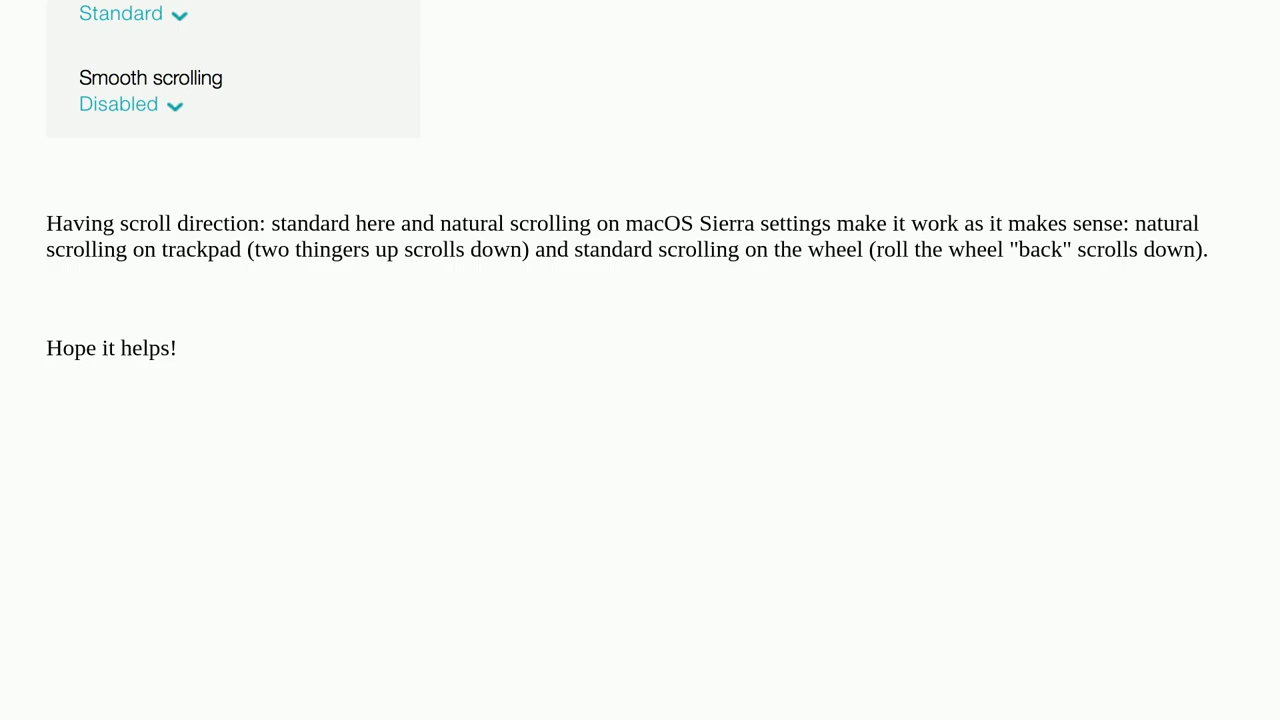 Standard
Smooth scrolling
Disabled
Having scroll direction: standard here and natural scrolling on macOS Sierra settings make it work as it makes sense: natural
scrolling on trackpad (two thingers up scrolls down) and standard scrolling on the wheel (roll the wheel "back" scrolls down).
Hope it helps!